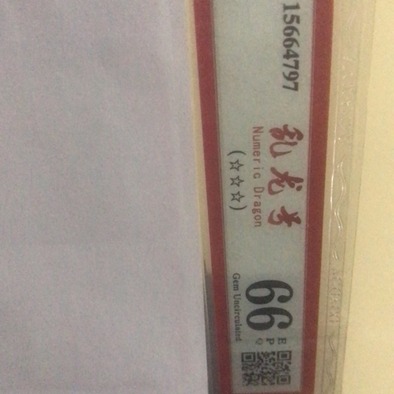 15664797
乱龙号
Numeric Dragon
(☆☆☆)
66
EPQ
Gem Uncirculated